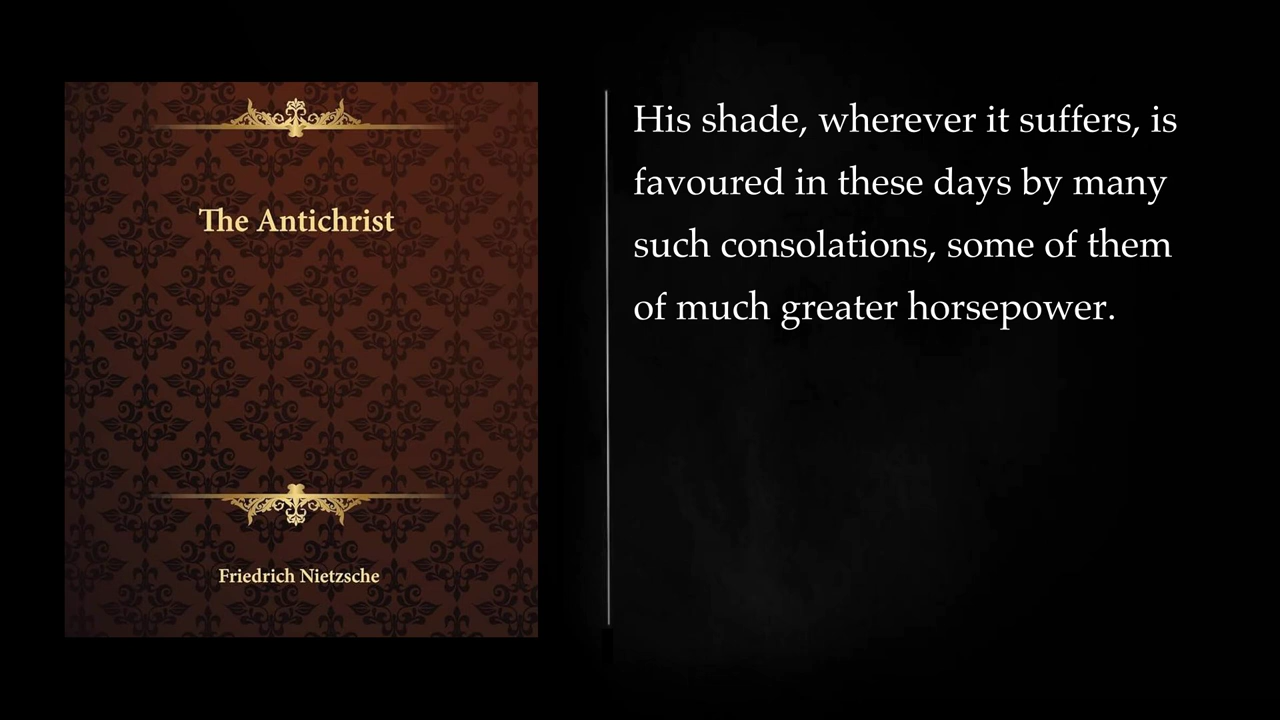 The Antichrist
Friedrich Nietzsche
His shade, wherever it suffers, is
favoured in these days by many
such consolations, some of them
of much greater horsepower.